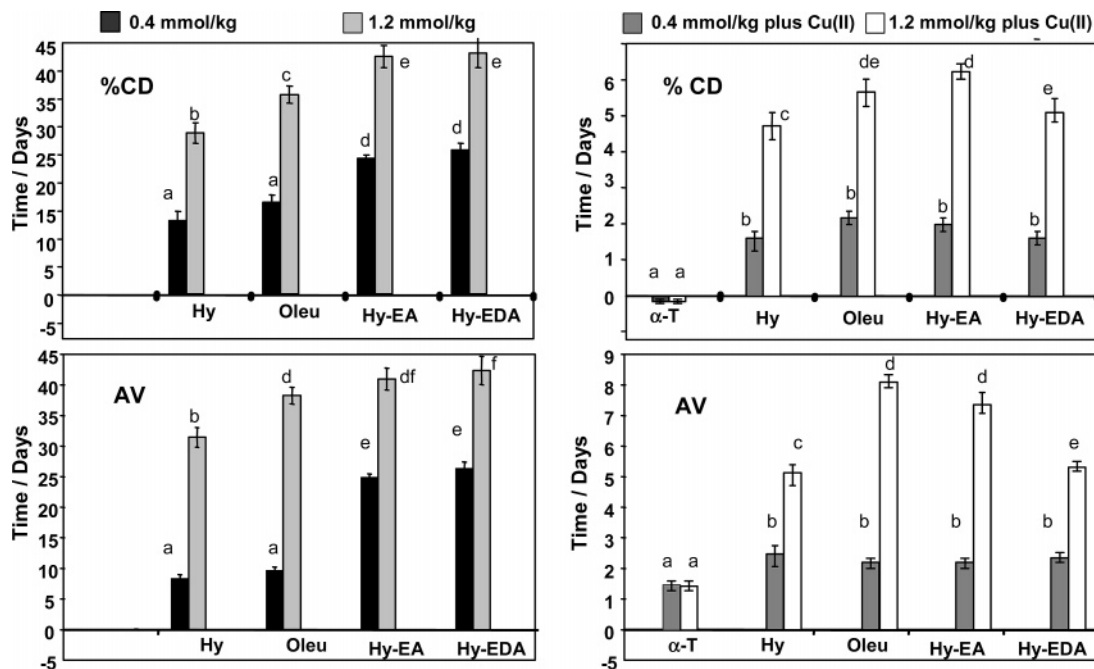 0.4 mmol/kg 1.2 mmol/kg
%CD
Time / Days
45
40
35
30
25
20
15
10
5
0
-5
a b
a c
d e
d e
Hy Oleu Hy-EA Hy-EDA
0.4 mmol/kg plus Cu(II) 1.2 mmol/kg plus Cu(II)
% CD
Time / Days
6
5
4
3
2
1
0
a a
b c
b de
b d
b e
α-T Hy Oleu Hy-EA Hy-EDA
AV
Time / Days
45
40
35
30
25
20
15
10
5
0
-5
a b
a d
e df
e f
Hy Oleu Hy-EA Hy-EDA
AV
Time / Days
9
8
7
6
5
4
3
2
1
0
-5
a a
b c
b d
b d
b e
α-T Hy Oleu Hy-EA Hy-EDA